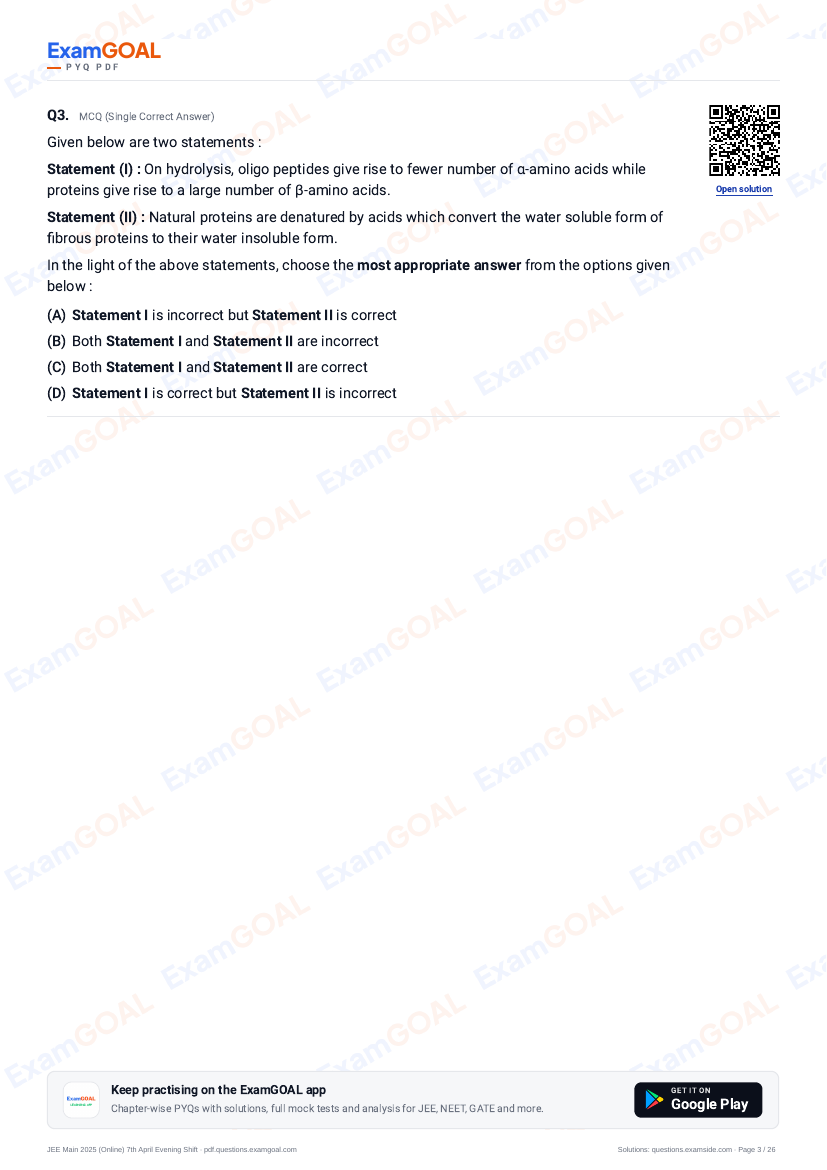 ExamGOAL
PYQ PDF
Q3. MCQ (Single Correct Answer)
Given below are two statements :
Statement (I) : On hydrolysis, oligo peptides give rise to fewer number of α-amino acids while
proteins give rise to a large number of β-amino acids.
Statement (II) : Natural proteins are denatured by acids which convert the water soluble form of
fibrous proteins to their water insoluble form.
In the light of the above statements, choose the most appropriate answer from the options given
below :
(A) Statement I is incorrect but Statement II is correct
(B) Both Statement I and Statement II are incorrect
(C) Both Statement I and Statement II are correct
(D) Statement I is correct but Statement II is incorrect
Open solution
ExamGOAL
Keep practising on the ExamGOAL app
Chapter-wise PYQs with solutions, full mock tests and analysis for JEE, NEET, GATE and more.
GET IT ON
Google Play
JEE Main 2025 (Online) 7th April Evening Shift · pdf.questions.examgoal.com
Solutions: questions.examside.com · Page 3 / 26